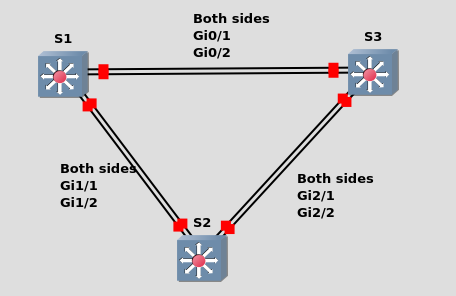 Both sides
Gi0/1
Gi0/2
S1
S3
Both sides
Gi1/1
Gi1/2
Both sides
Gi2/1
Gi2/2
S2